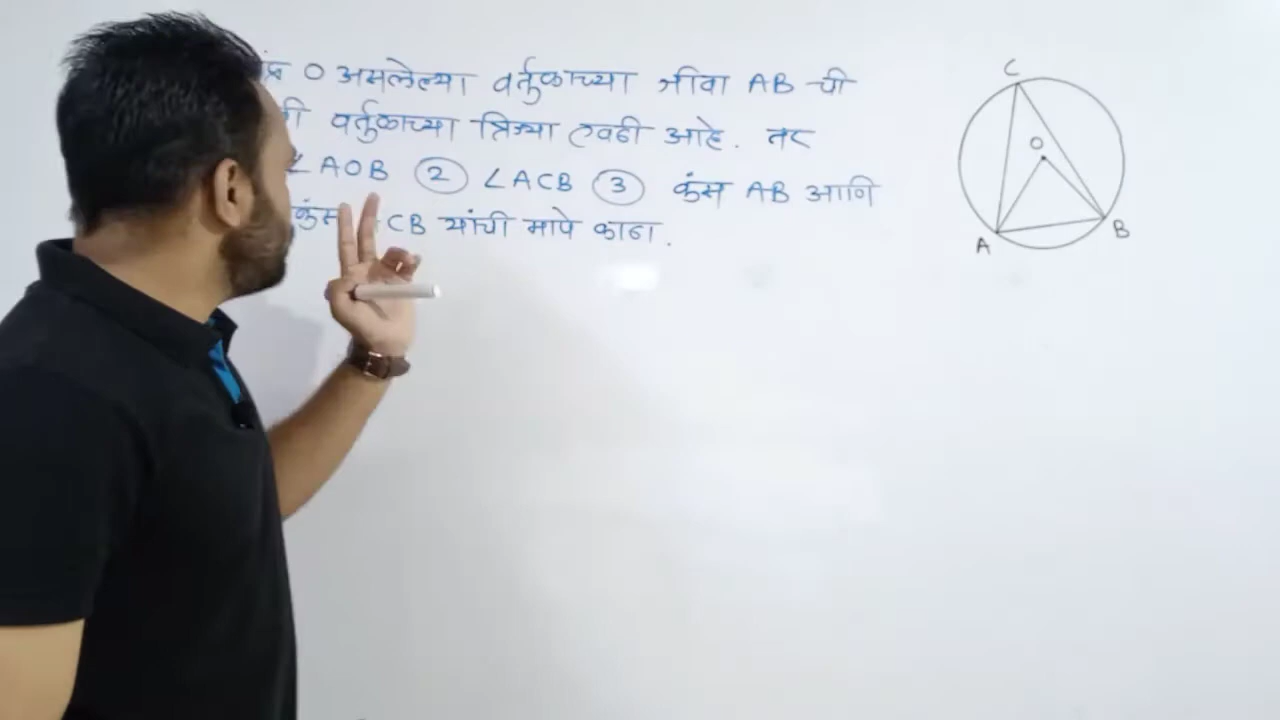 O असलेल्या वर्तुळाच्या जीवा AB ची
वर्तुळाच्या त्रिज्या एवढी आहे. तर
∠AOB ② ∠ACB ③ कंस AB आणि
कंस CB यांची मापे काढा.
C
O
A
B